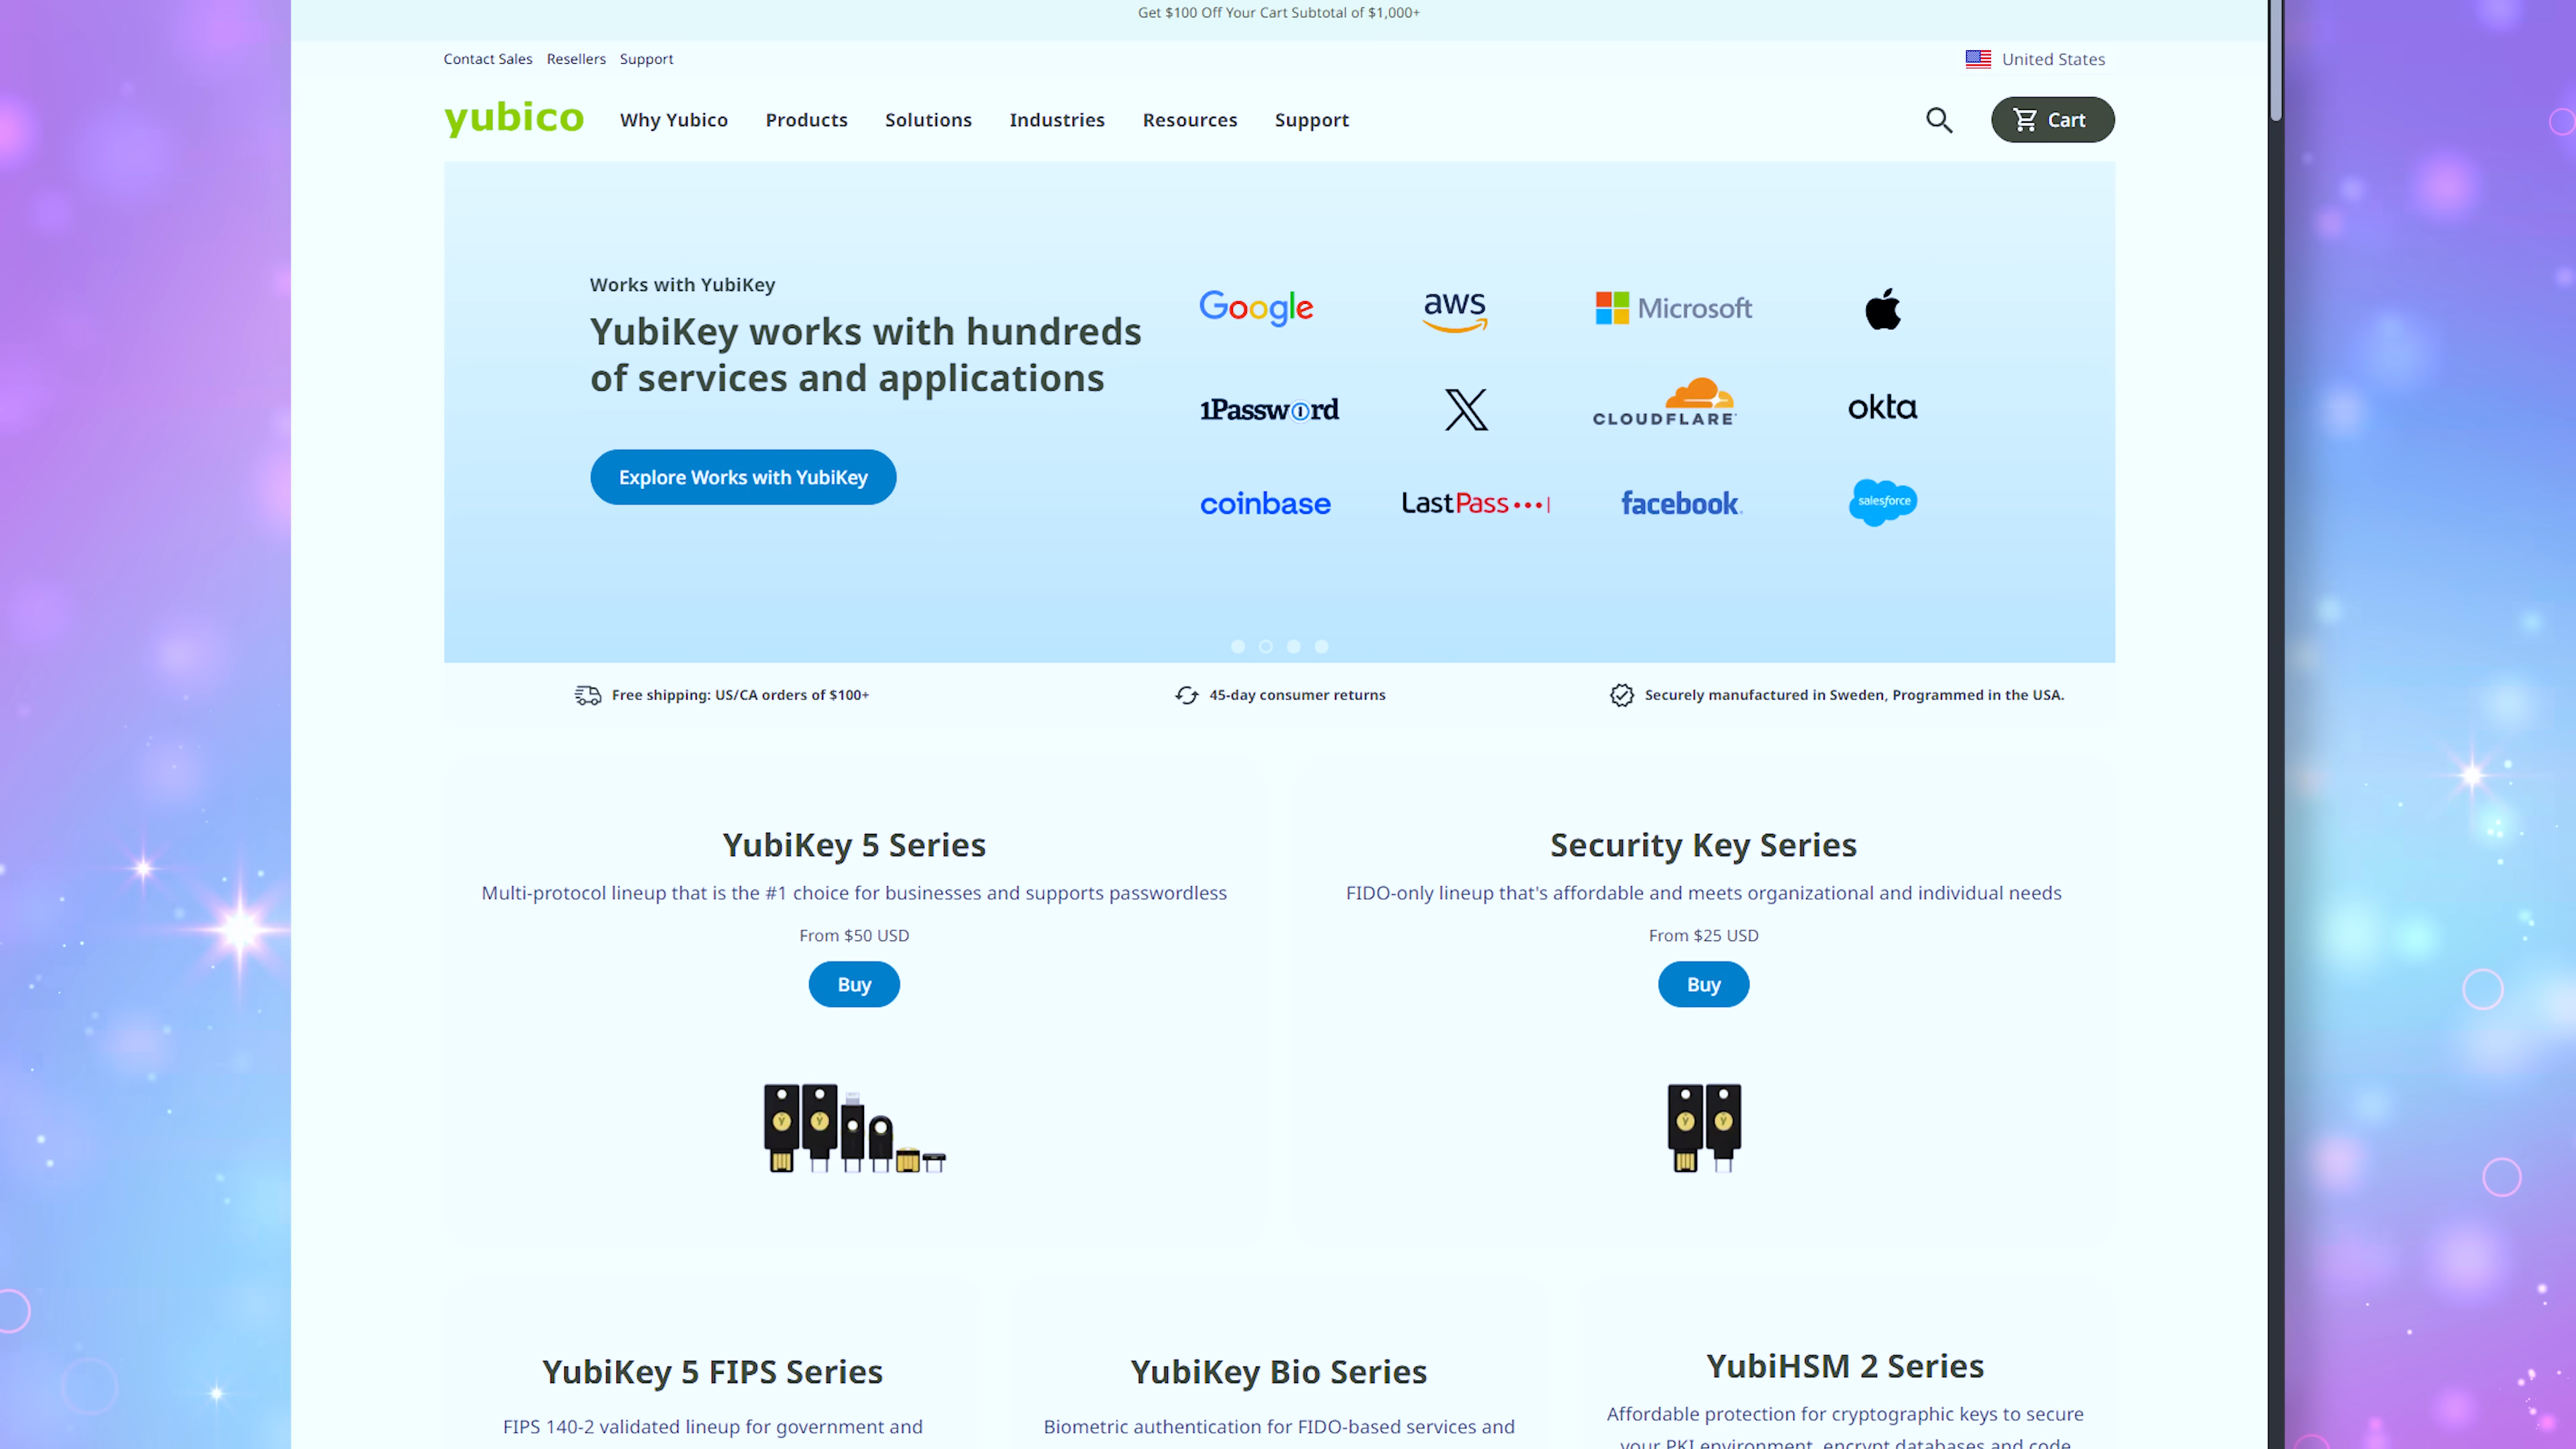 Get $100 Off Your Cart Subtotal of $1,000+
Contact Sales Resellers Support
United States
yubico Why Yubico Products Solutions Industries Resources Support
Cart
Works with YubiKey
YubiKey works with hundreds
of services and applications
Explore Works with YubiKey
Google aws Microsoft
1Password X CLOUDFLARE okta
coinbase LastPass facebook salesforce
Free shipping: US/CA orders of $100+
45-day consumer returns
Securely manufactured in Sweden, Programmed in the USA.
YubiKey 5 Series
Multi-protocol lineup that is the #1 choice for businesses and supports passwordless
From $50 USD
Buy
Security Key Series
FIDO-only lineup that's affordable and meets organizational and individual needs
From $25 USD
Buy
YubiKey 5 FIPS Series
FIPS 140-2 validated lineup for government and
YubiKey Bio Series
Biometric authentication for FIDO-based services and
YubiHSM 2 Series
Affordable protection for cryptographic keys to secure
your PKI environment, encrypt databases and code